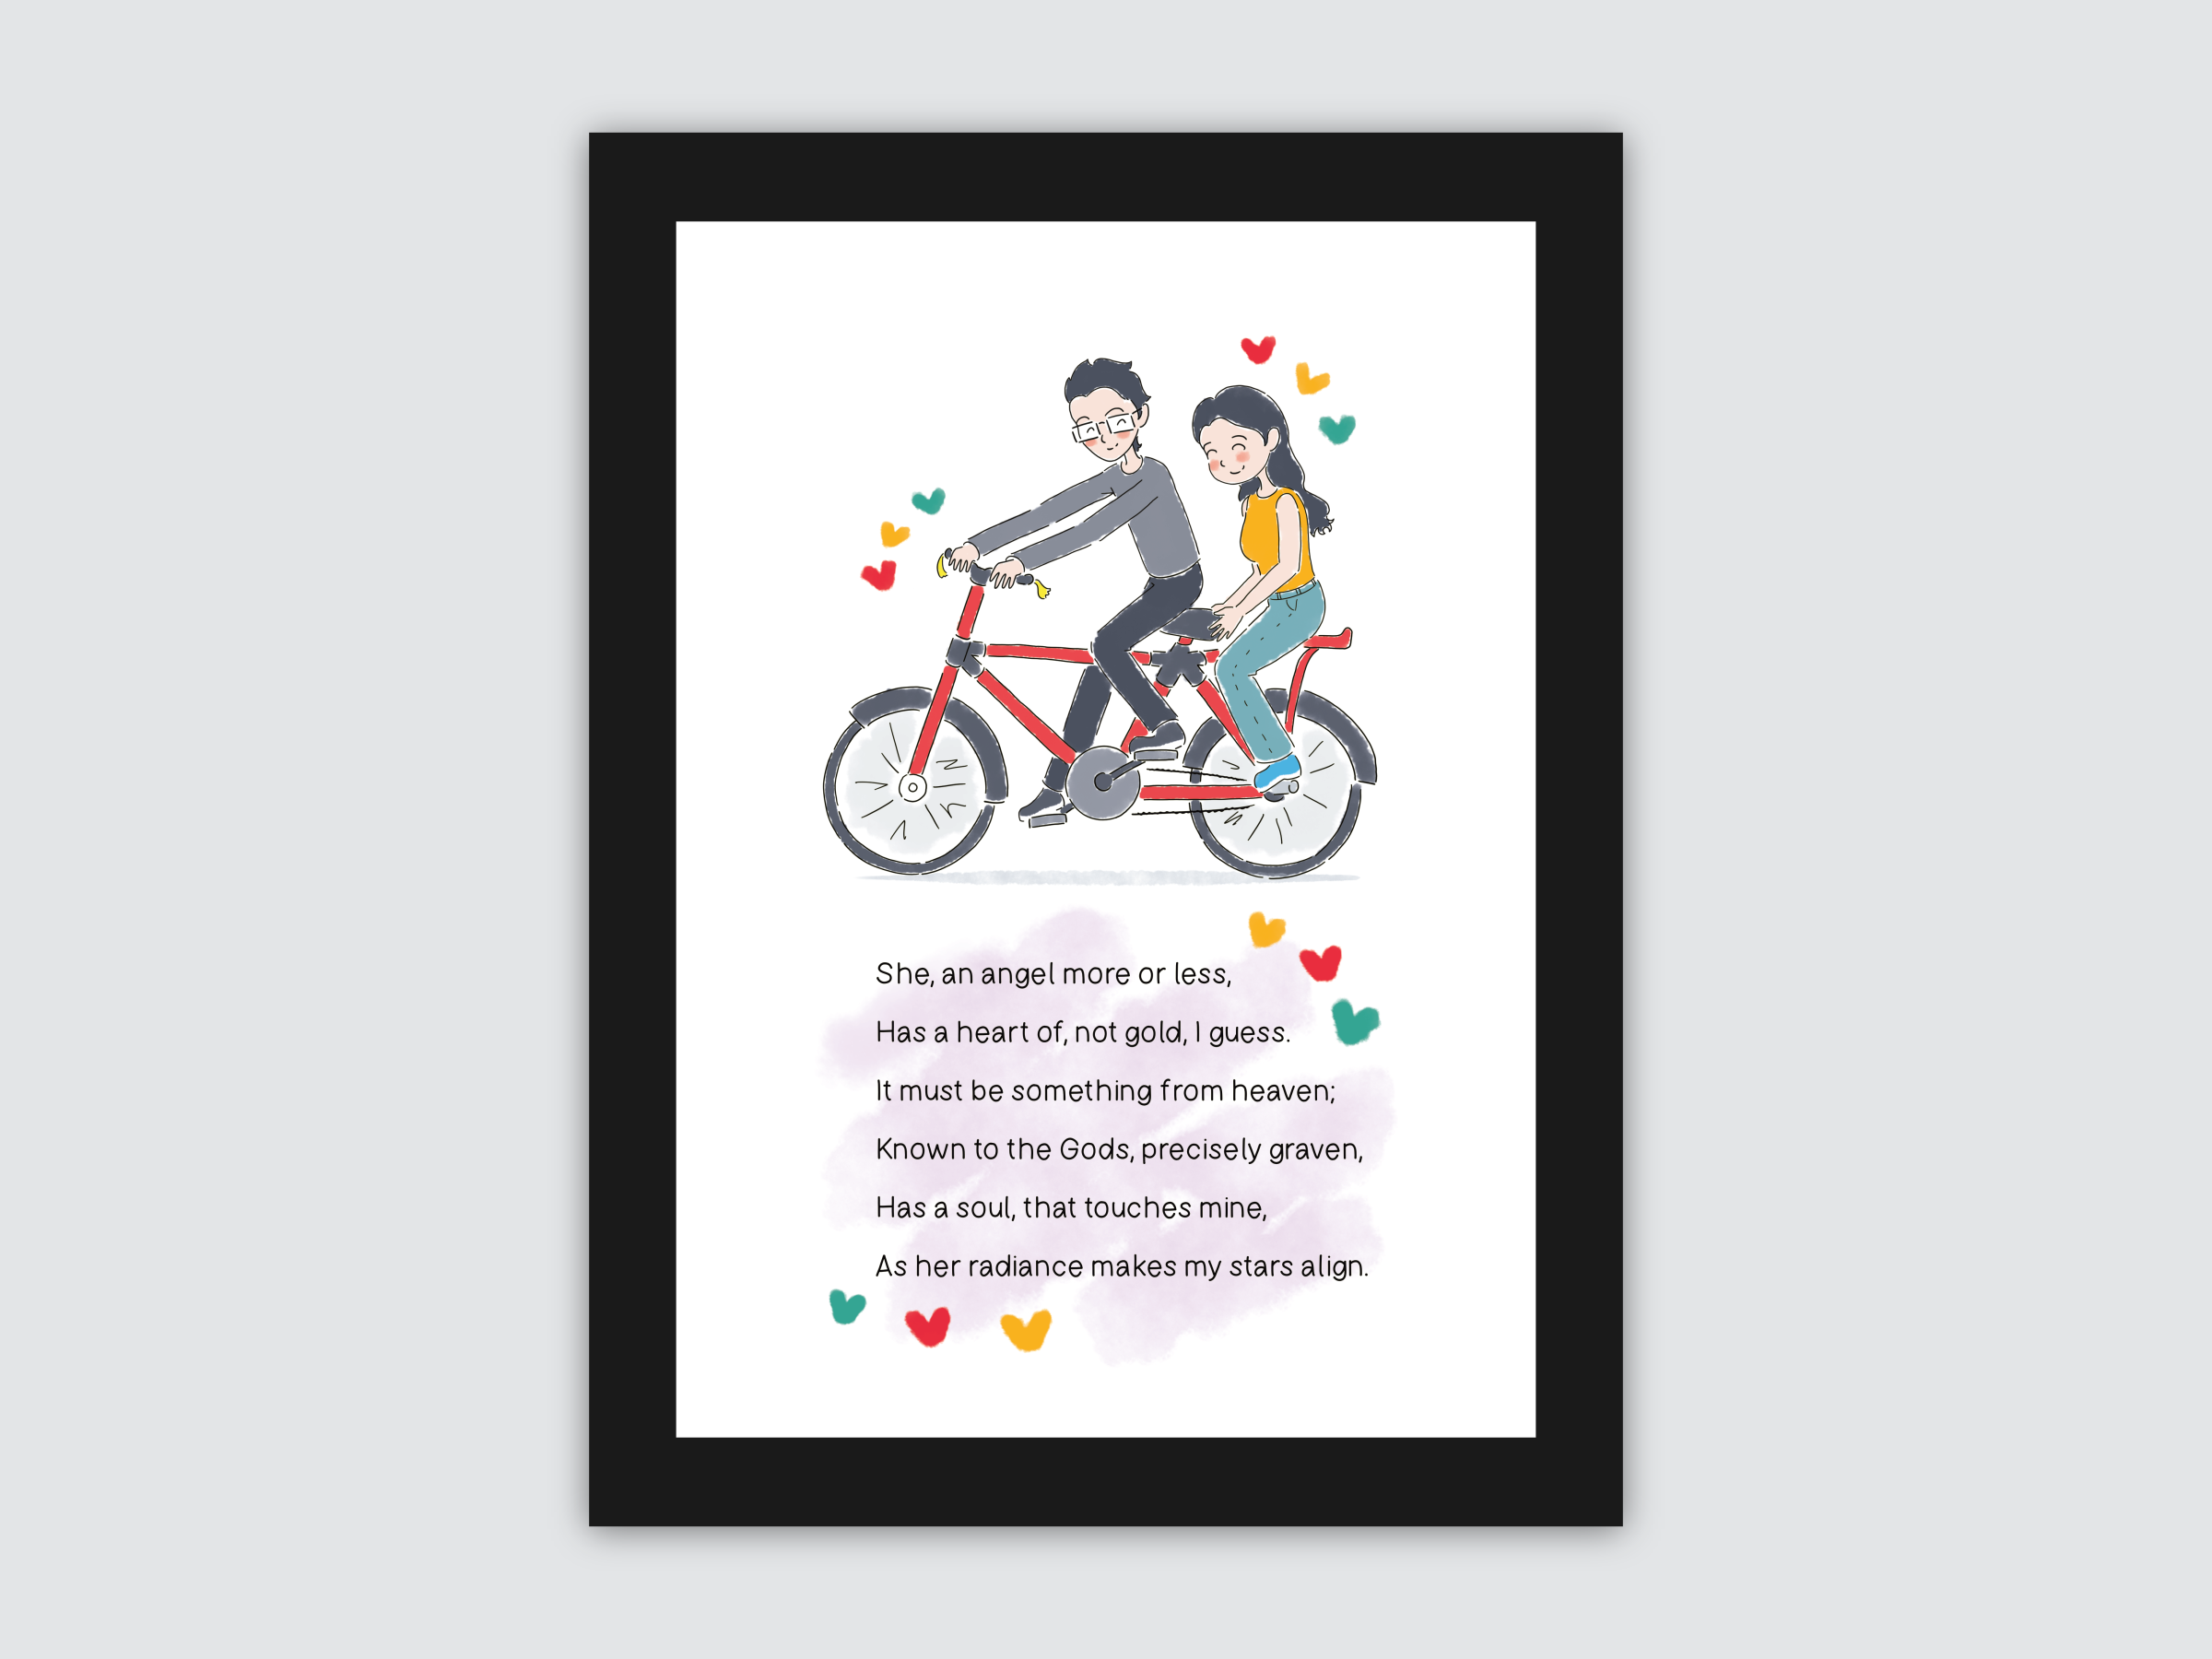 She, an angel more or less,
Has a heart of, not gold, I guess.
It must be something from heaven;
Known to the Gods, precisely graven,
Has a soul, that touches mine,
As her radiance makes my stars align.